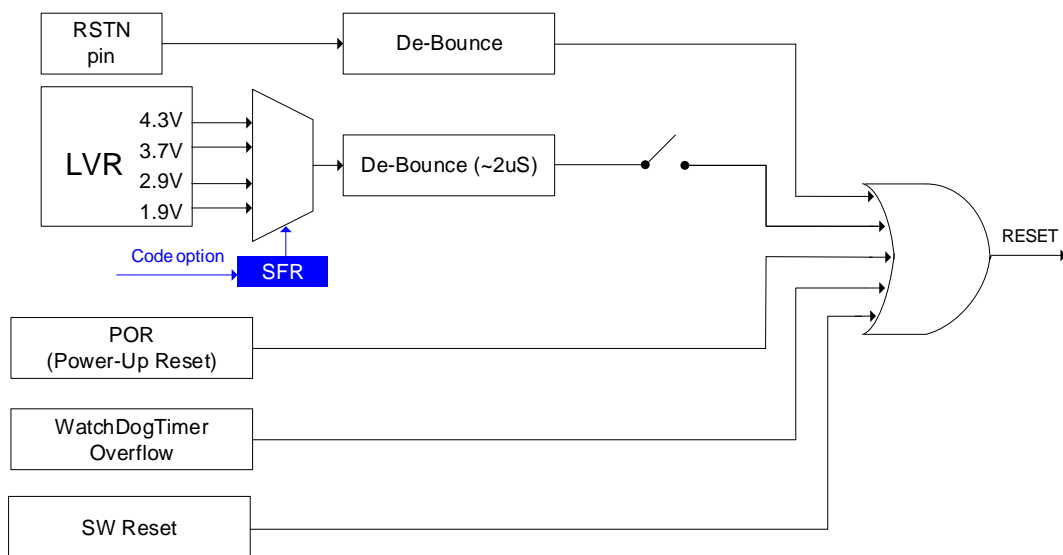 RSTN
pin
De-Bounce
LVR
4.3V
3.7V
2.9V
1.9V
De-Bounce (~2uS)
Code option
SFR
RESET
POR
(Power-Up Reset)
WatchDogTimer
Overflow
SW Reset